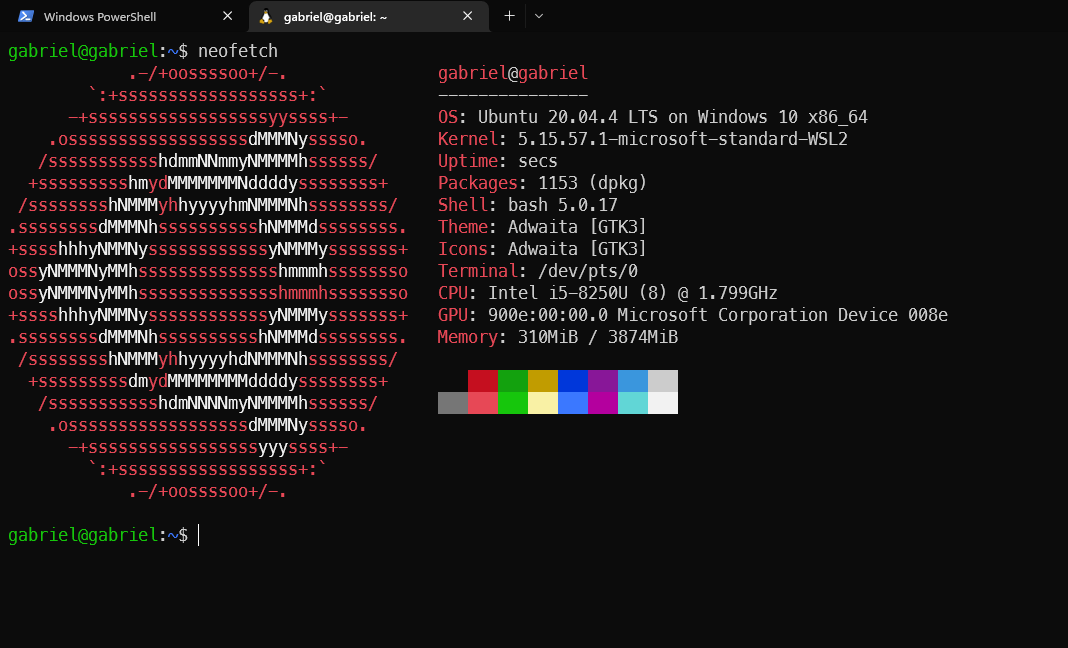 Windows PowerShell
gabriel@gabriel: ~
gabriel@gabriel:~$ neofetch
.-/+oossssoo+/-.
`:+ssssssssssssssssss+:`
-+ssssssssssssssssssyyssss+-
.ossssssssssssssssssdMMMNysssso.
/ssssssssssshdmmNNmmyNMMMMhssssss/
+ssssssssshmydMMMMMMMNddddyssssssss+
/sssssssshNMMMyhhyyyyhmNMMMNhssssssss/
.ssssssssdMMMNhsssssssssshNMMMdssssssss.
+sssshhhyNMMNyssssssssssssyNMMMysssssss+
ossyNMMMNyMMhsssssssssssssshmmmhssssssso
ossyNMMMNyMMhsssssssssssssshmmmhssssssso
+sssshhhyNMMNyssssssssssssyNMMMysssssss+
.ssssssssdMMMNhsssssssssshNMMMdssssssss.
/sssssssshNMMMyhhyyyyhdNMMMNhssssssss/
+sssssssssdmydMMMMMMMMddddyssssssss+
/ssssssssssshdmNNNNmyNMMMMhssssss/
.ossssssssssssssssssdMMMNysssso.
-+sssssssssssssssssyyyssss+-
`:+ssssssssssssssssss+:`
.-/+oossssoo+/-.
gabriel@gabriel
---------------
OS: Ubuntu 20.04.4 LTS on Windows 10 x86_64
Kernel: 5.15.57.1-microsoft-standard-WSL2
Uptime: secs
Packages: 1153 (dpkg)
Shell: bash 5.0.17
Theme: Adwaita [GTK3]
Icons: Adwaita [GTK3]
Terminal: /dev/pts/0
CPU: Intel i5-8250U (8) @ 1.799GHz
GPU: 900e:00:00.0 Microsoft Corporation Device 008e
Memory: 310MiB / 3874MiB
gabriel@gabriel:~$